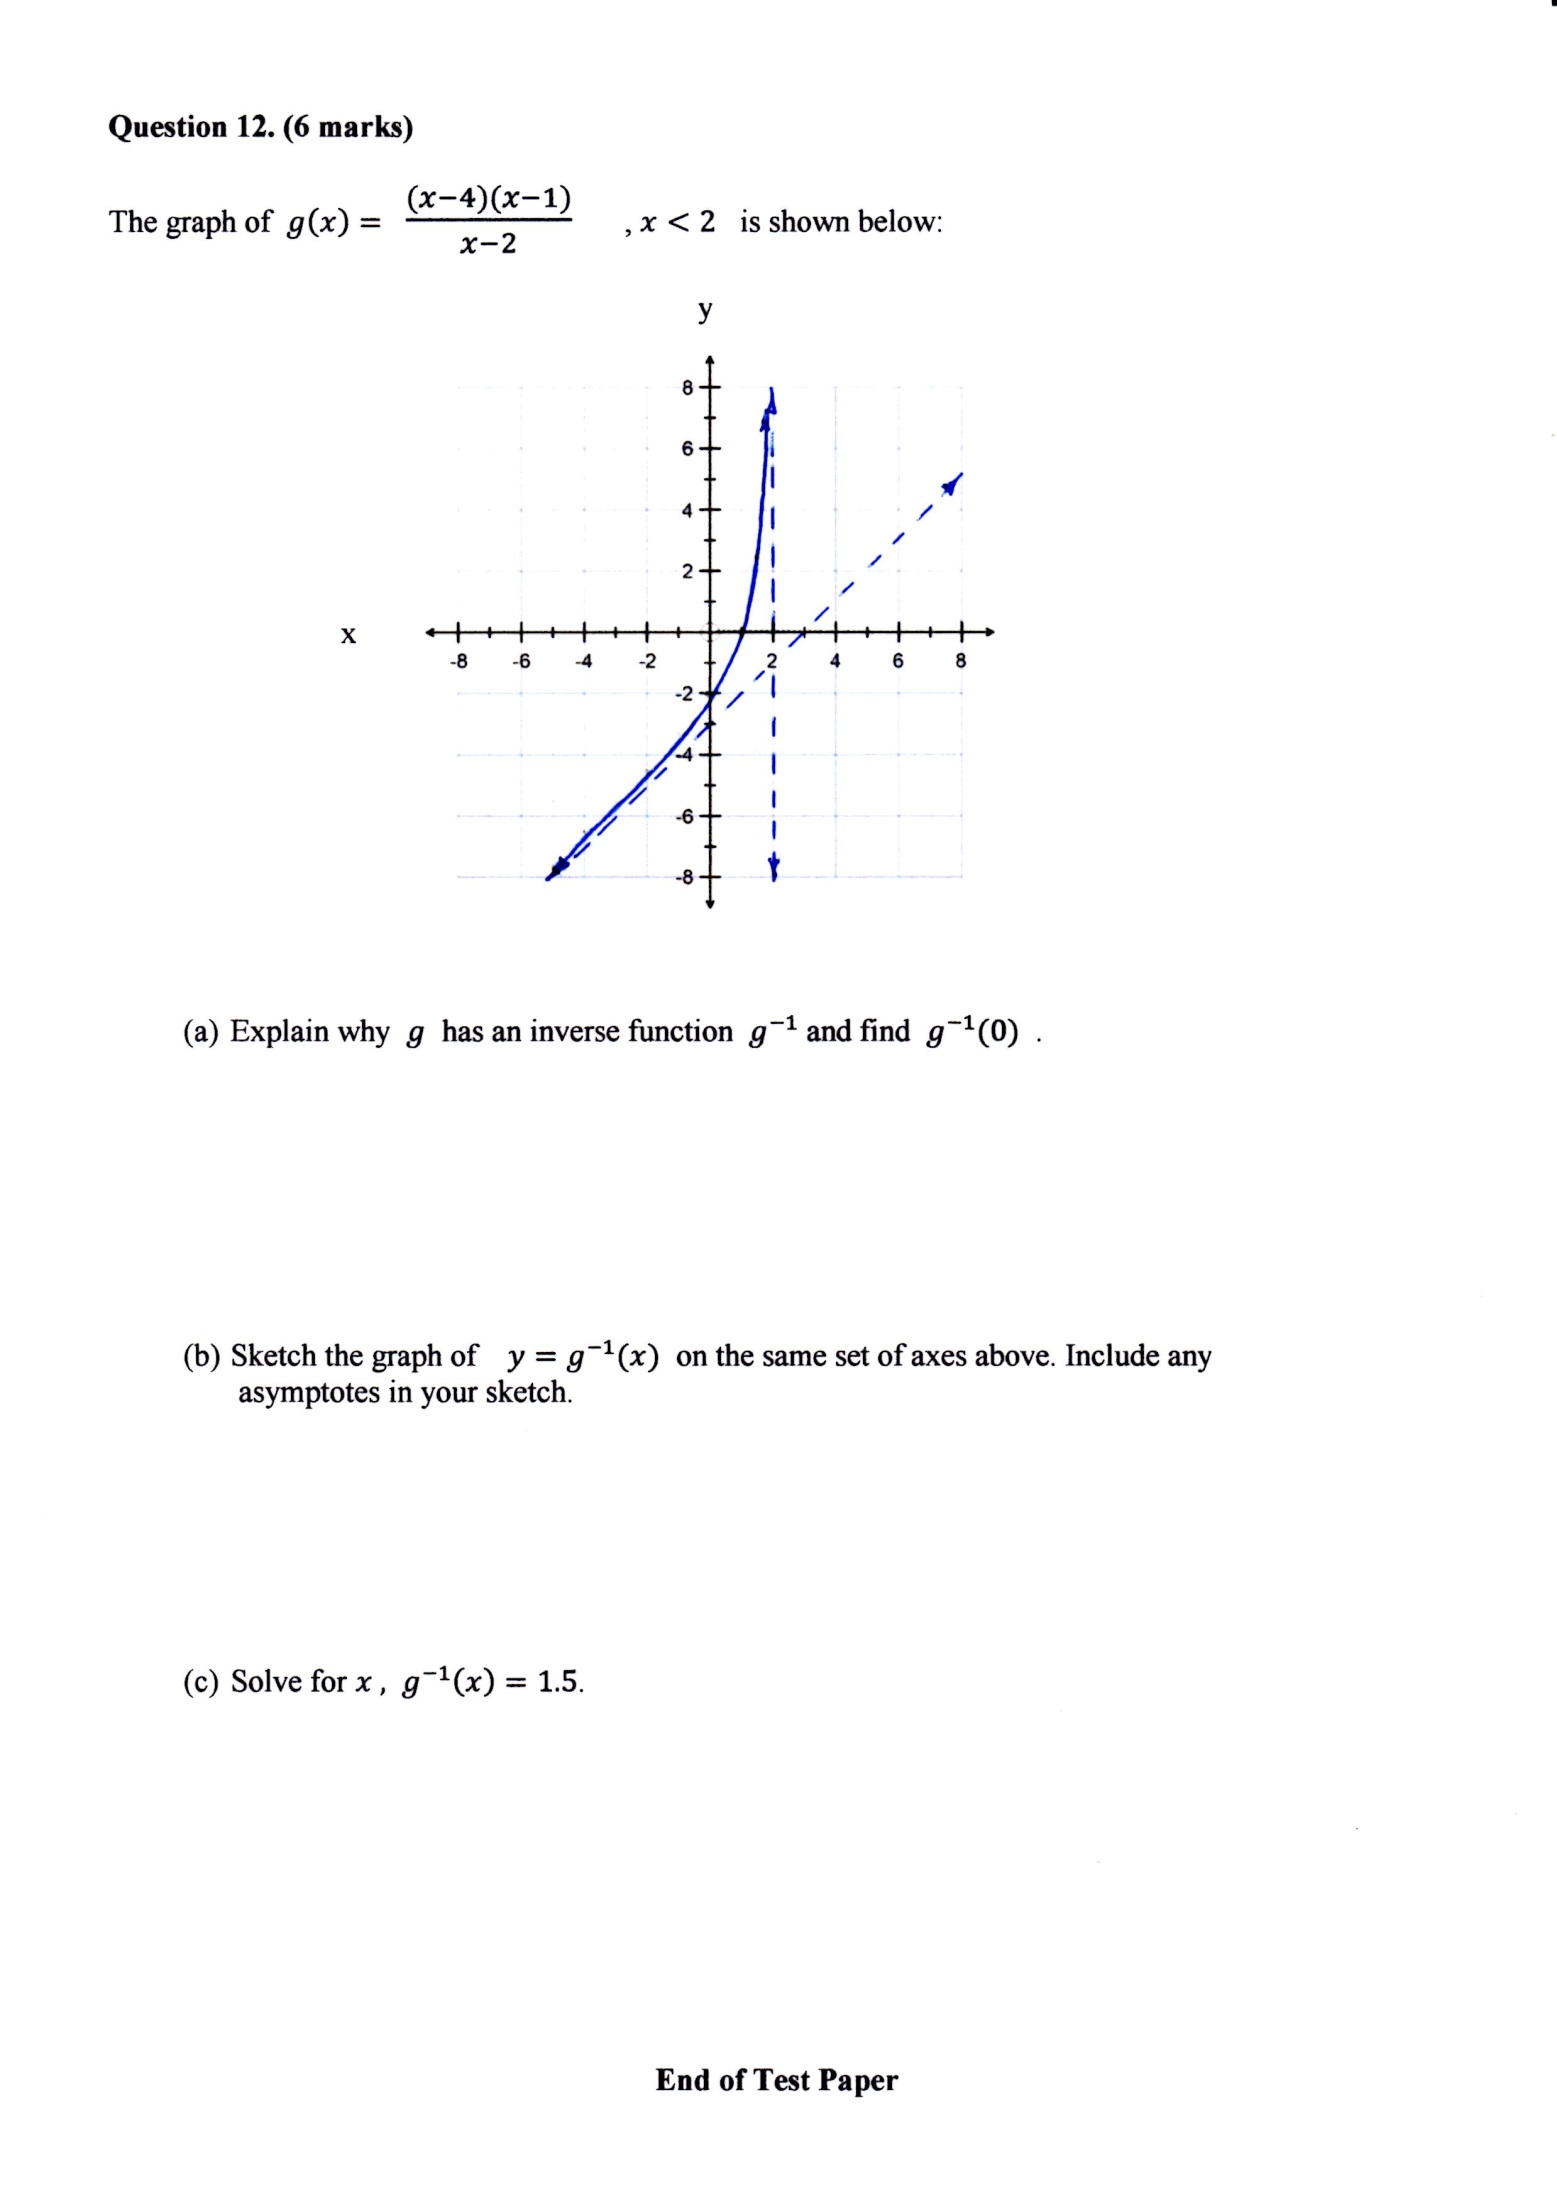 Question 12. (6 marks)
The graph of g(x) = (x−4)(x−1)/(x−2) , x < 2 is shown below:
y
8
6
4
2
x
-8 -6 -4 -2 2 4 6 8
-2
-4
-6
-8
(a) Explain why g has an inverse function g⁻¹ and find g⁻¹(0) .
(b) Sketch the graph of y = g⁻¹(x) on the same set of axes above. Include any
asymptotes in your sketch.
(c) Solve for x , g⁻¹(x) = 1.5.
End of Test Paper